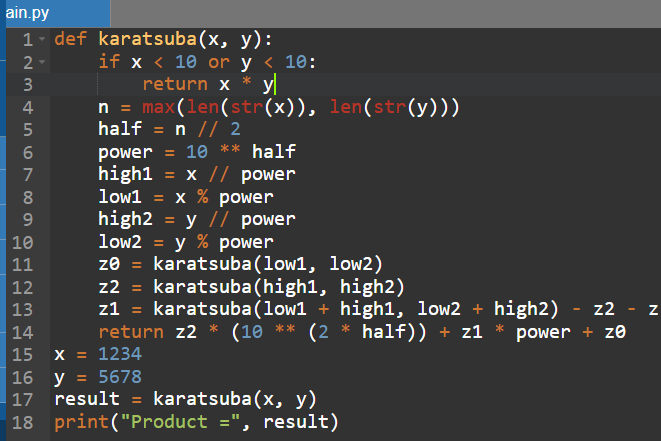 ain.py
1 def karatsuba(x, y):
2     if x < 10 or y < 10:
3         return x * y
4     n = max(len(str(x)), len(str(y)))
5     half = n // 2
6     power = 10 ** half
7     high1 = x // power
8     low1 = x % power
9     high2 = y // power
10     low2 = y % power
11     z0 = karatsuba(low1, low2)
12     z2 = karatsuba(high1, high2)
13     z1 = karatsuba(low1 + high1, low2 + high2) - z2 - z
14     return z2 * (10 ** (2 * half)) + z1 * power + z0
15 x = 1234
16 y = 5678
17 result = karatsuba(x, y)
18 print("Product =", result)